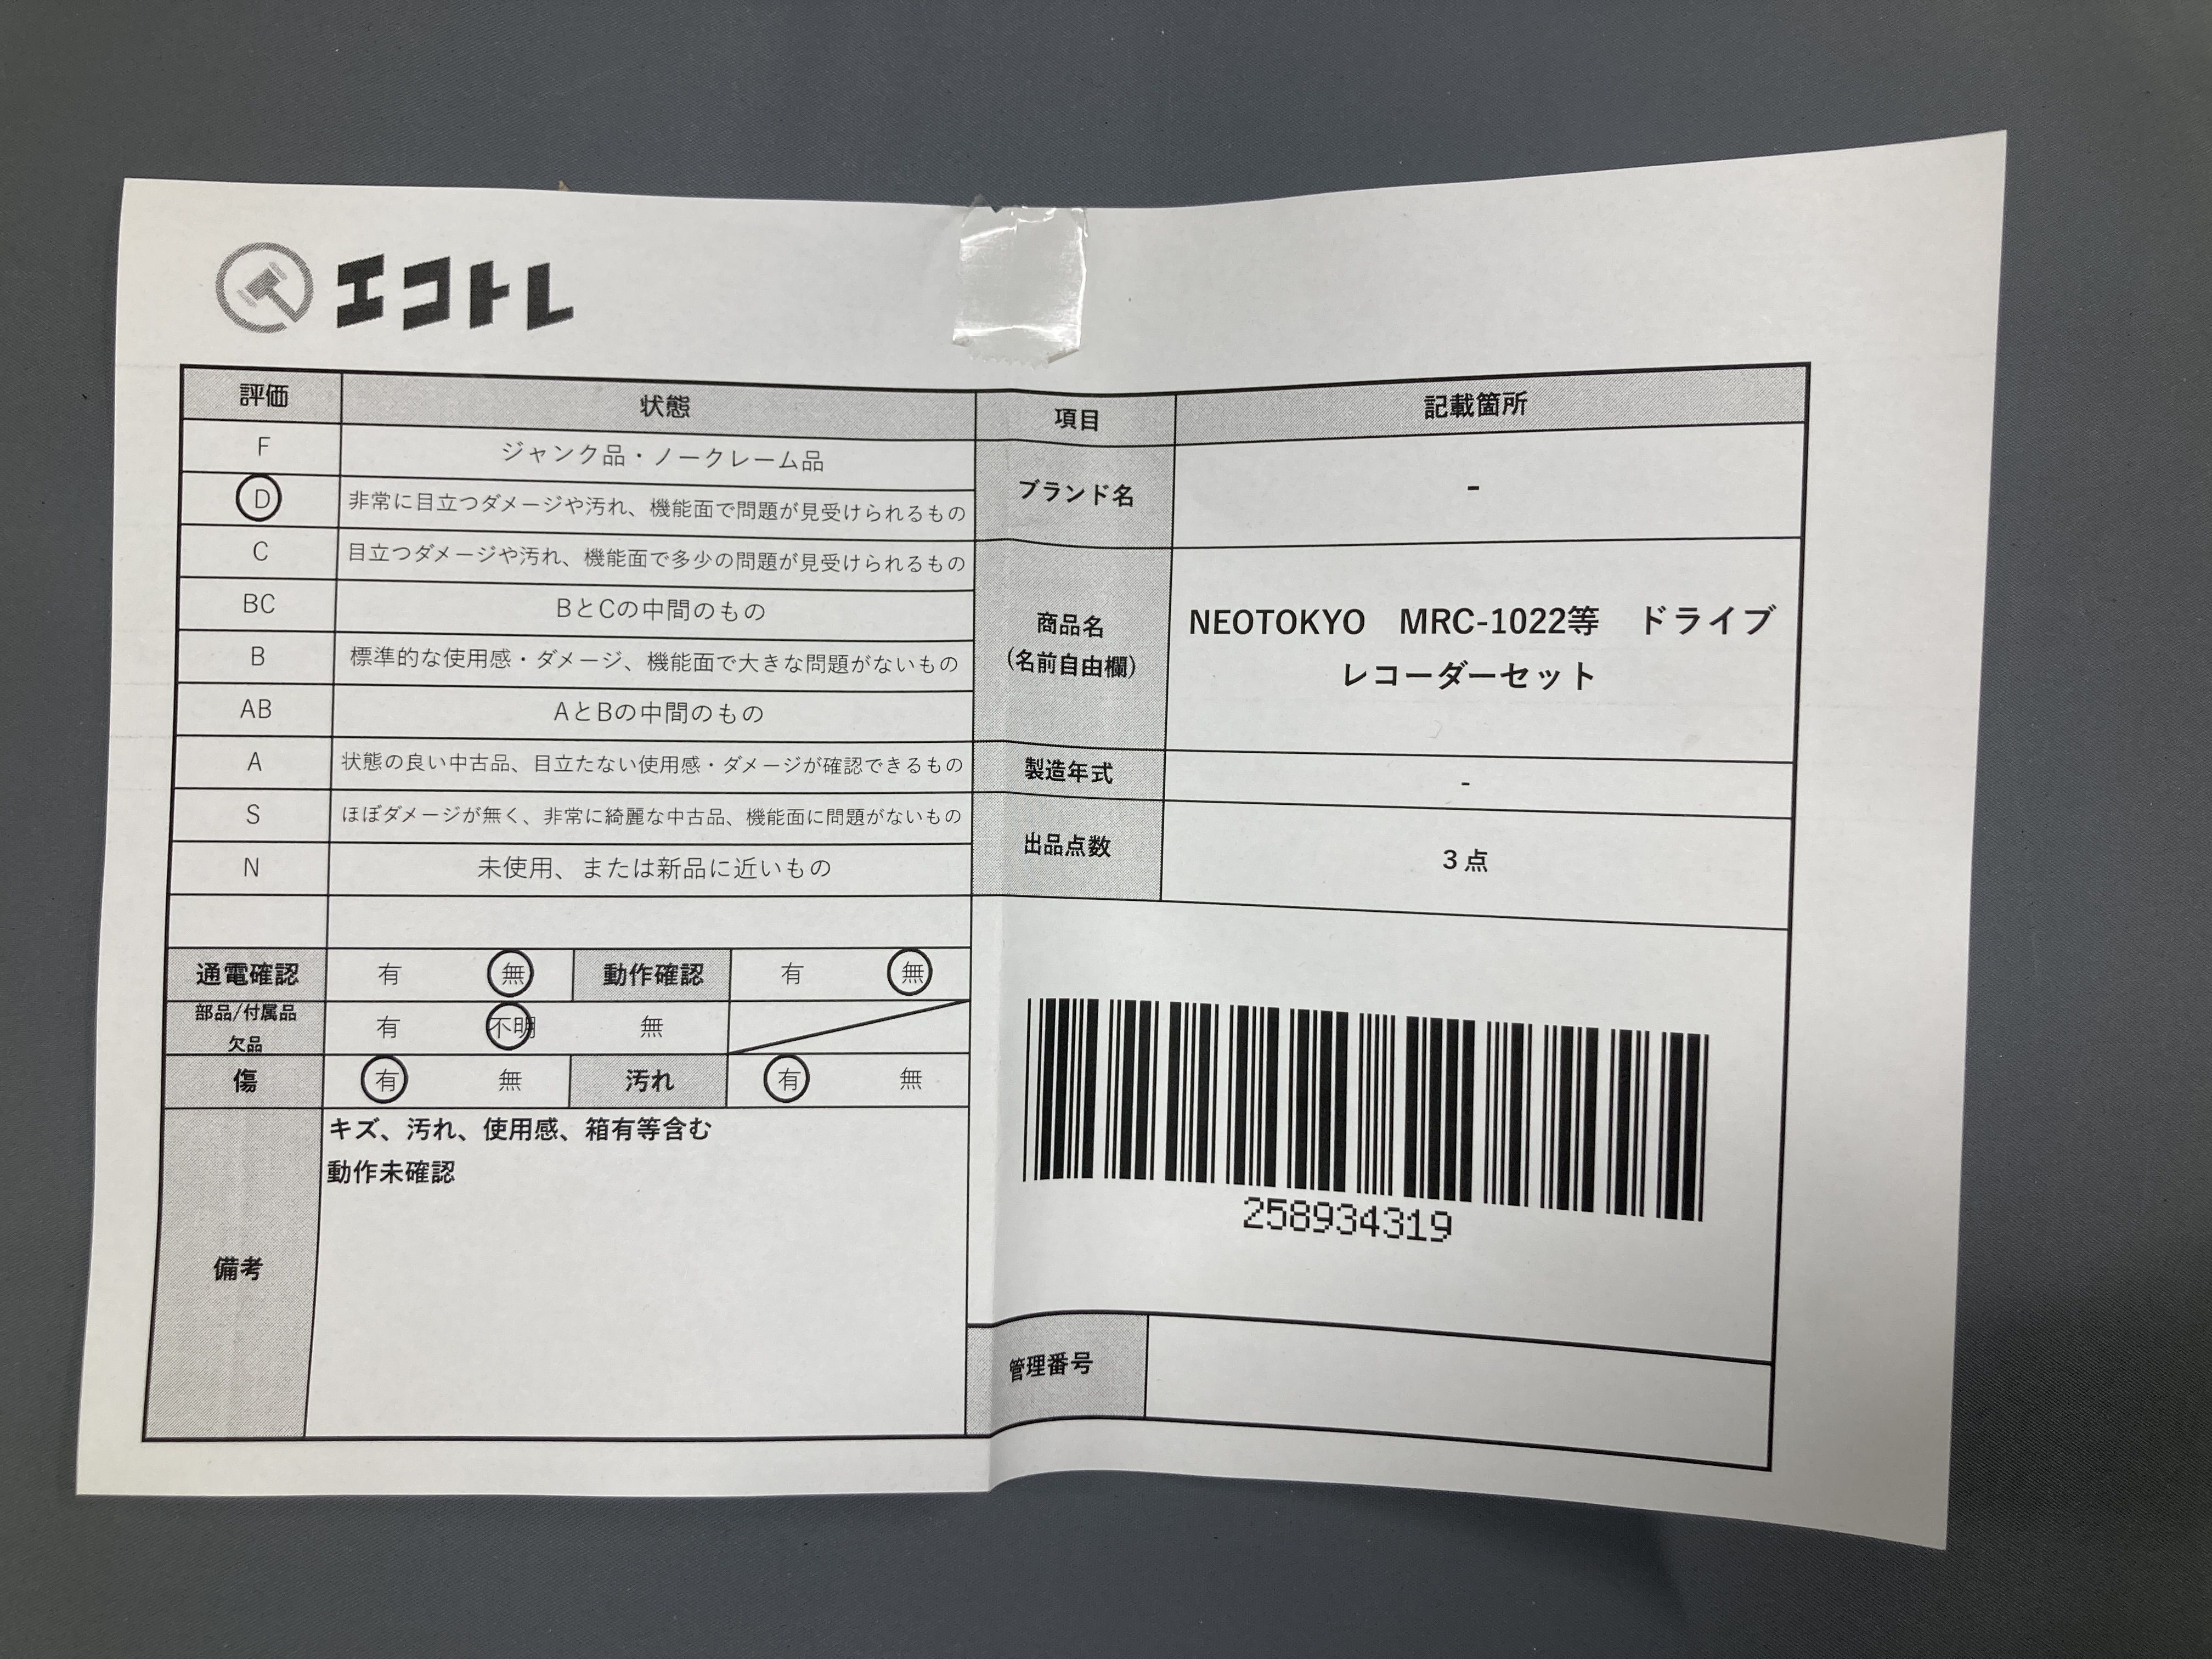 エコトレ
評価 状態 項目 記載箇所
F ジャンク品・ノークレーム品
D 非常に目立つダメージや汚れ、機能面で問題が見受けられるもの
C 目立つダメージや汚れ、機能面で多少の問題が見受けられるもの
BC BとCの中間のもの
B 標準的な使用感・ダメージ、機能面で大きな問題がないもの
AB AとBの中間のもの
A 状態の良い中古品、目立たない使用感・ダメージが確認できるもの
S ほぼダメージが無く、非常に綺麗な中古品、機能面に問題がないもの
N 未使用、または新品に近いもの
通電確認 有 無 動作確認 有 無
部品/付属品
欠品
有 不明 無
傷 有 無 汚れ 有 無
備考
キズ、汚れ、使用感、箱有等含む
動作未確認
ブランド名 -
商品名
(名前自由欄)
NEOTOKYO MRC-1022等 ドライブ
レコーダーセット
製造年式 -
出品点数 3点
258934319
管理番号